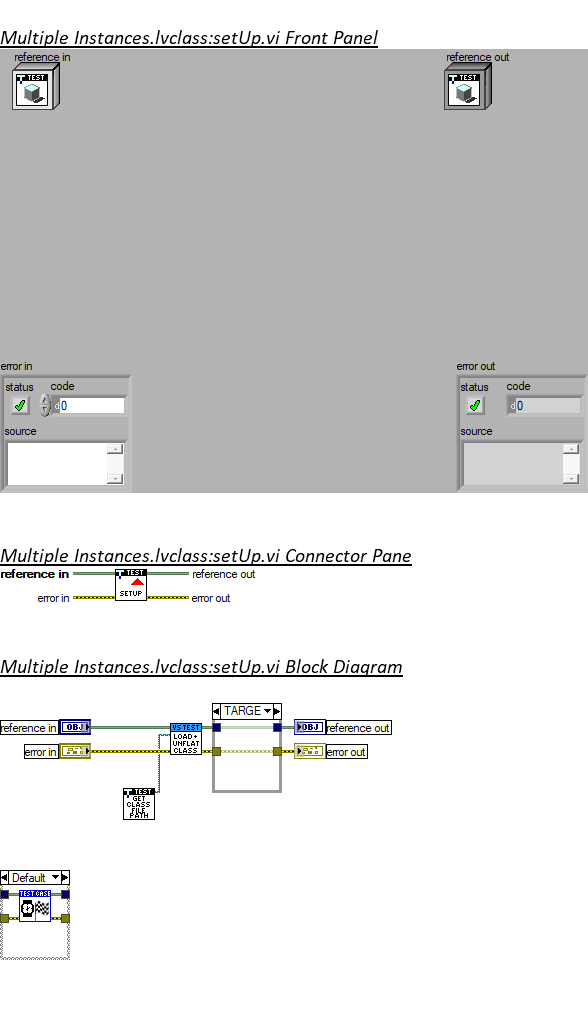 Multiple Instances.lvclass:setUp.vi Front Panel
reference in
reference out
TEST
TEST
error in
error out
status
code
status
code
0
d0
source
source
Multiple Instances.lvclass:setUp.vi Connector Pane
reference in
TEST
reference out
error in
SETUP
error out
Multiple Instances.lvclass:setUp.vi Block Diagram
TARGE
reference in
OBJ
VSTEST
OBJ
reference out
LOAD+
UNFLAT
CLASS
error in
error out
TEST
GET
CLASS
FILE
PATH
Default
TEST CASE